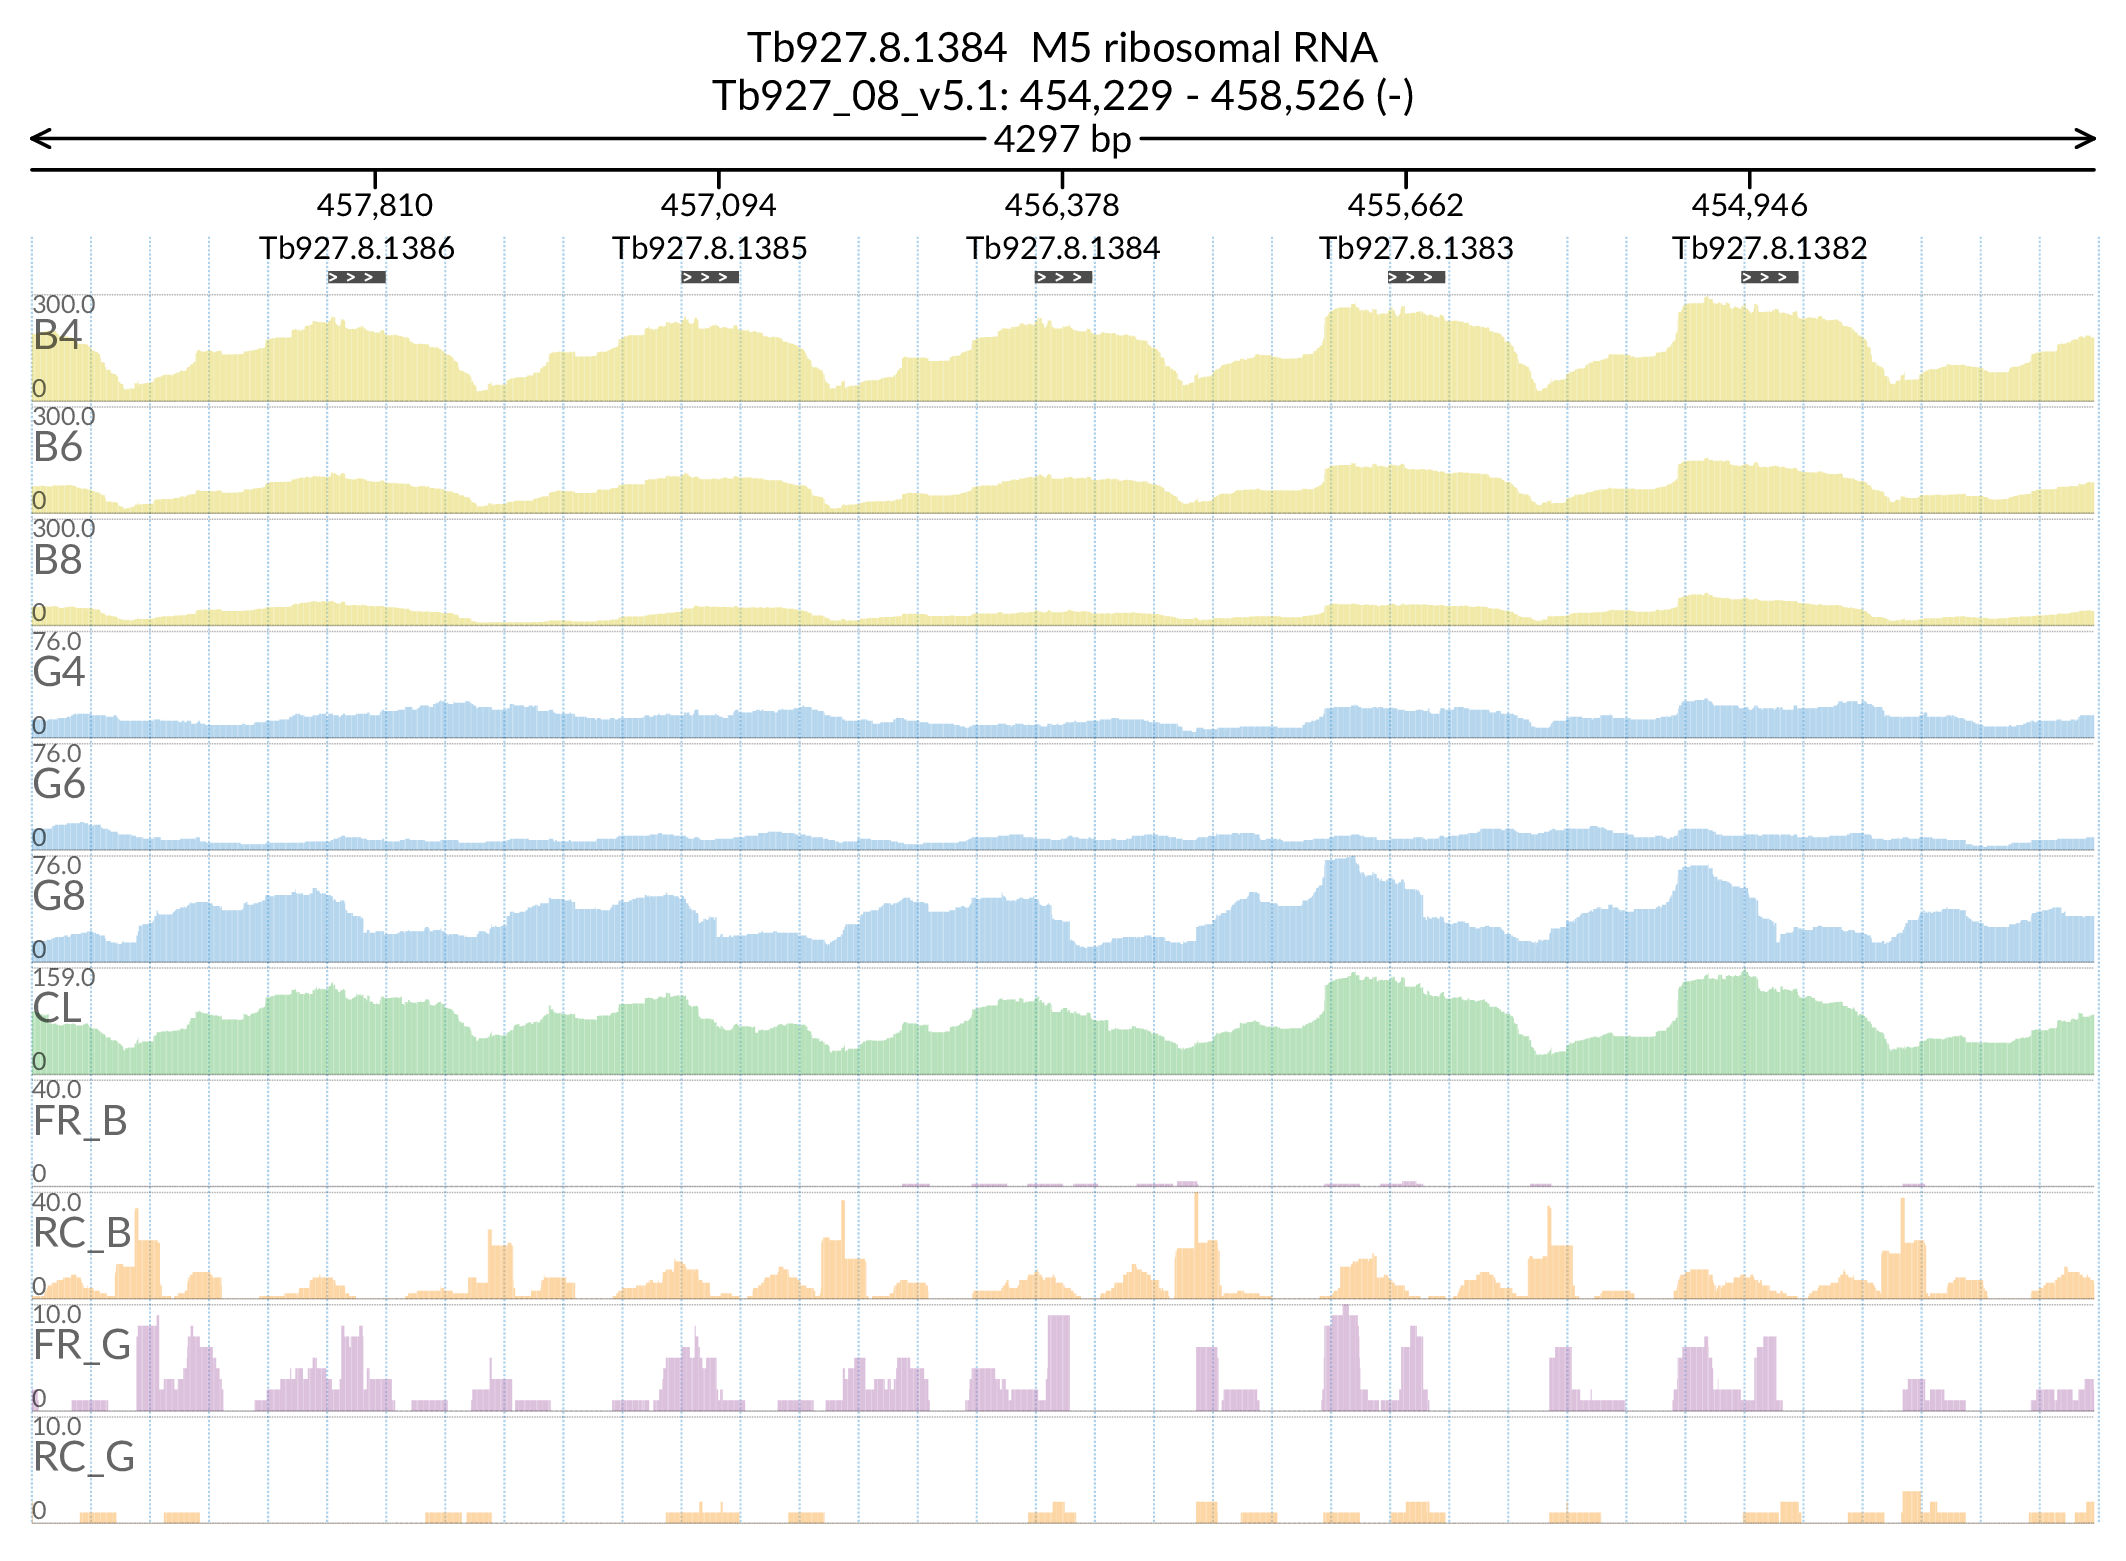 Tb927.8.1384 M5 ribosomal RNA
Tb927_08_v5.1: 454,229 - 458,526 (-)
4297 bp
457,810 457,094 456,378 455,662 454,946
Tb927.8.1386 Tb927.8.1385 Tb927.8.1384 Tb927.8.1383 Tb927.8.1382
> > > > > > > > > > > > > > >
300.0
B4
0
300.0
B6
0
300.0
B8
0
76.0
G4
0
76.0
G6
0
76.0
G8
0
159.0
CL
0
40.0
FR_B
0
40.0
RC_B
0
10.0
FR_G
0
10.0
RC_G
0